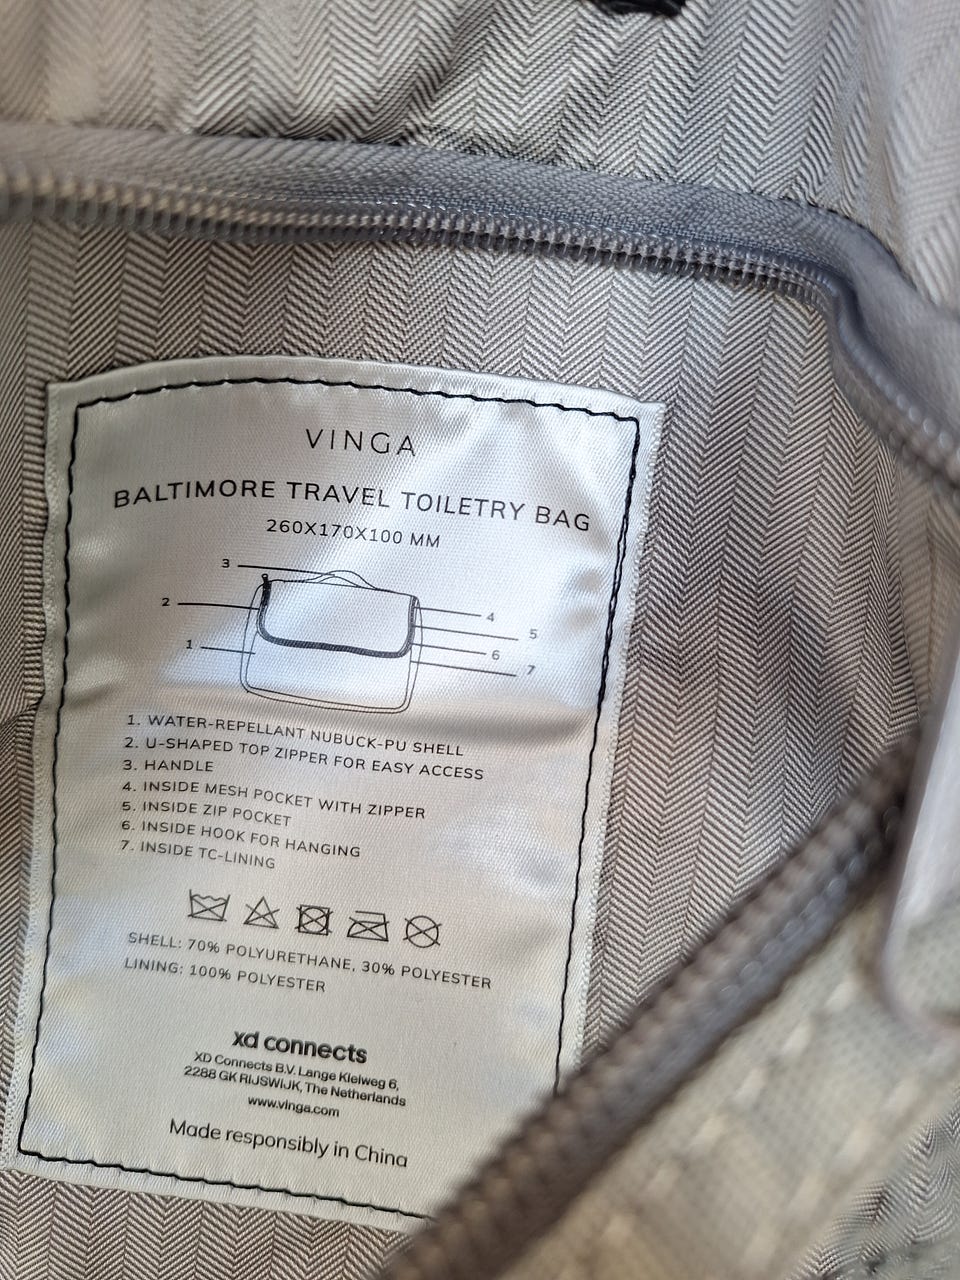 VINGA
BALTIMORE TRAVEL TOILETRY BAG
260X170X100 MM
3
2
4
5
1
6
7
1. WATER-REPELLANT NUBUCK-PU SHELL
2. U-SHAPED TOP ZIPPER FOR EASY ACCESS
3. HANDLE
4. INSIDE MESH POCKET WITH ZIPPER
5. INSIDE ZIP POCKET
6. INSIDE HOOK FOR HANGING
7. INSIDE TC-LINING
SHELL: 70% POLYURETHANE, 30% POLYESTER
LINING: 100% POLYESTER
xd connects
XD Connects B.V. Lange Kleiweg 6,
2288 GK RIJSWIJK, The Netherlands
www.vinga.com
Made responsibly in China